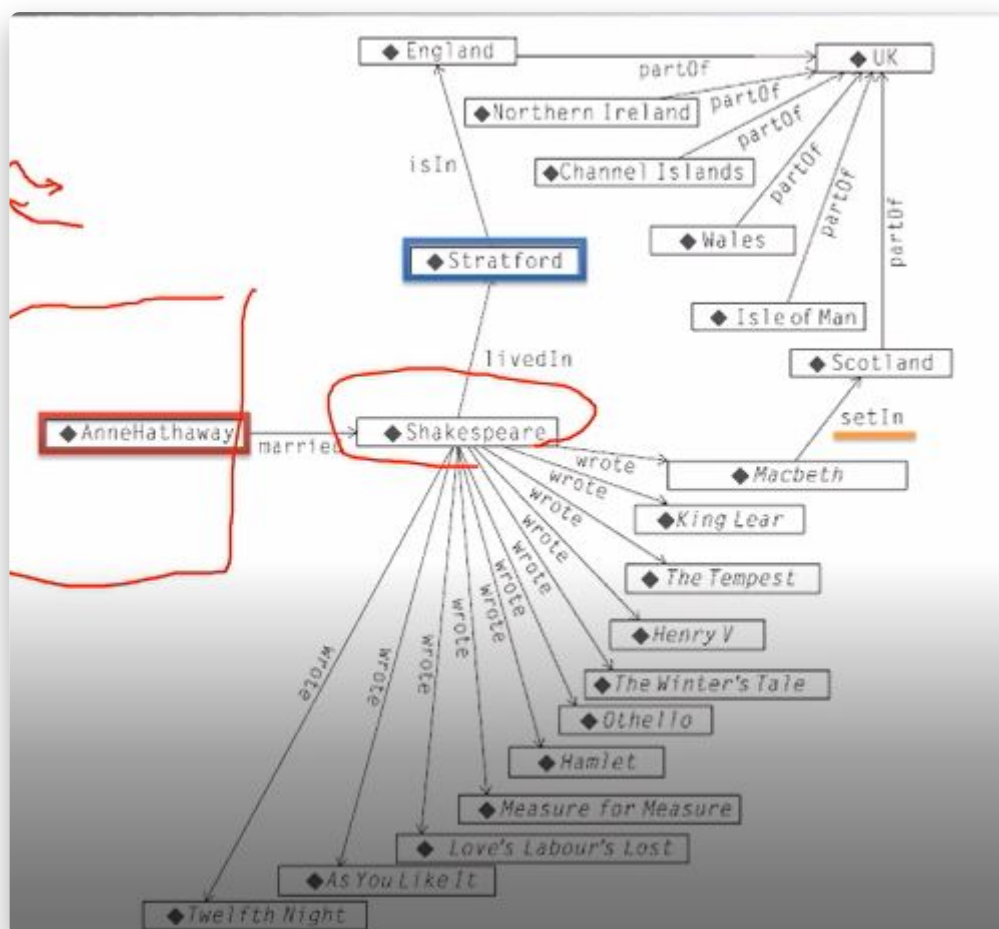 England
UK
partOf
Northern Ireland
partOf
partOf
Channel Islands
isIn
partOf
partOf
Wales
partOf
Stratford
Isle of Man
livedIn
Scotland
setIn
AnneHathaway
married
Shakespeare
wrote
Macbeth
wrote
King Lear
wrote
The Tempest
wrote
Henry V
wrote
The Winter's Tale
wrote
Othello
wrote
Hamlet
wrote
Measure for Measure
wrote
Love's Labour's Lost
wrote
As You Like It
wrote
Twelfth Night